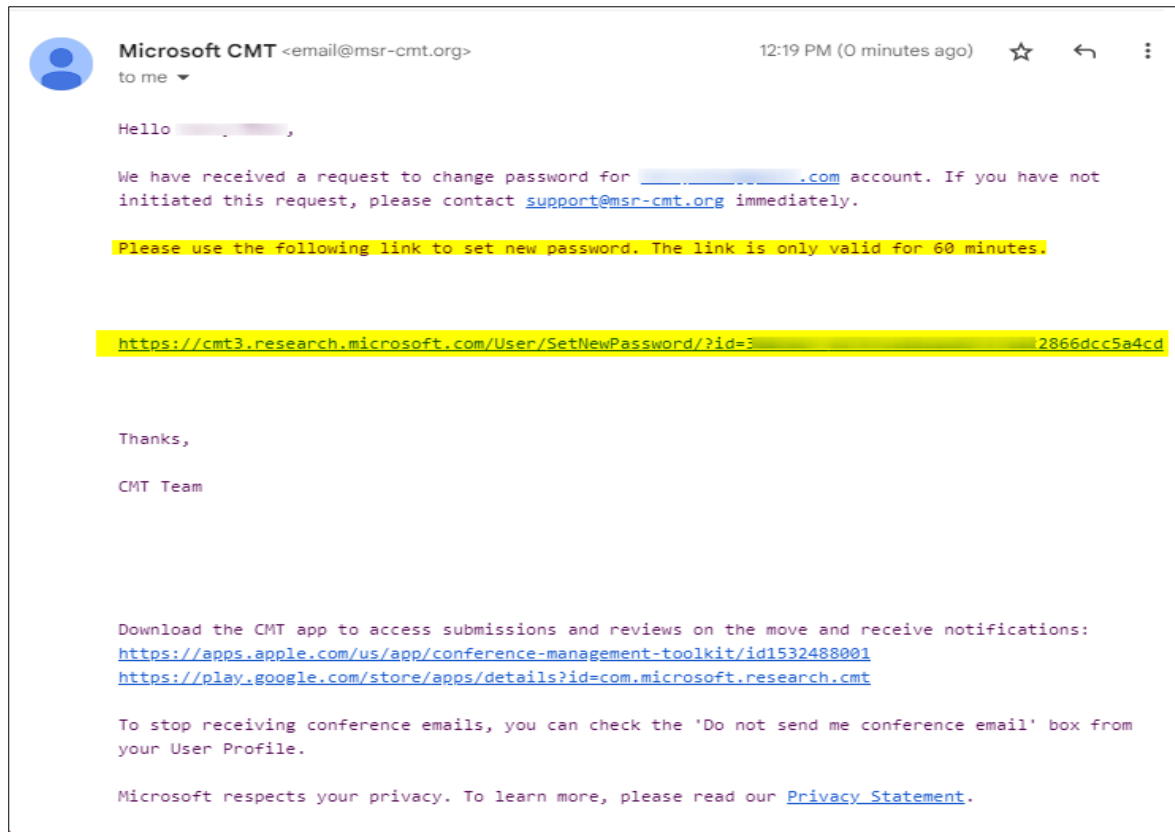 Microsoft CMT <email@msr-cmt.org> 12:19 PM (0 minutes ago)
to me
Hello ,
We have received a request to change password for .com account. If you have not
initiated this request, please contact support@msr-cmt.org immediately.
Please use the following link to set new password. The link is only valid for 60 minutes.
https://cmt3.research.microsoft.com/User/SetNewPassword/?id=3 2866dcc5a4cd
Thanks,
CMT Team
Download the CMT app to access submissions and reviews on the move and receive notifications:
https://apps.apple.com/us/app/conference-management-toolkit/id1532488001
https://play.google.com/store/apps/details?id=com.microsoft.research.cmt
To stop receiving conference emails, you can check the 'Do not send me conference email' box from
your User Profile.
Microsoft respects your privacy. To learn more, please read our Privacy Statement.